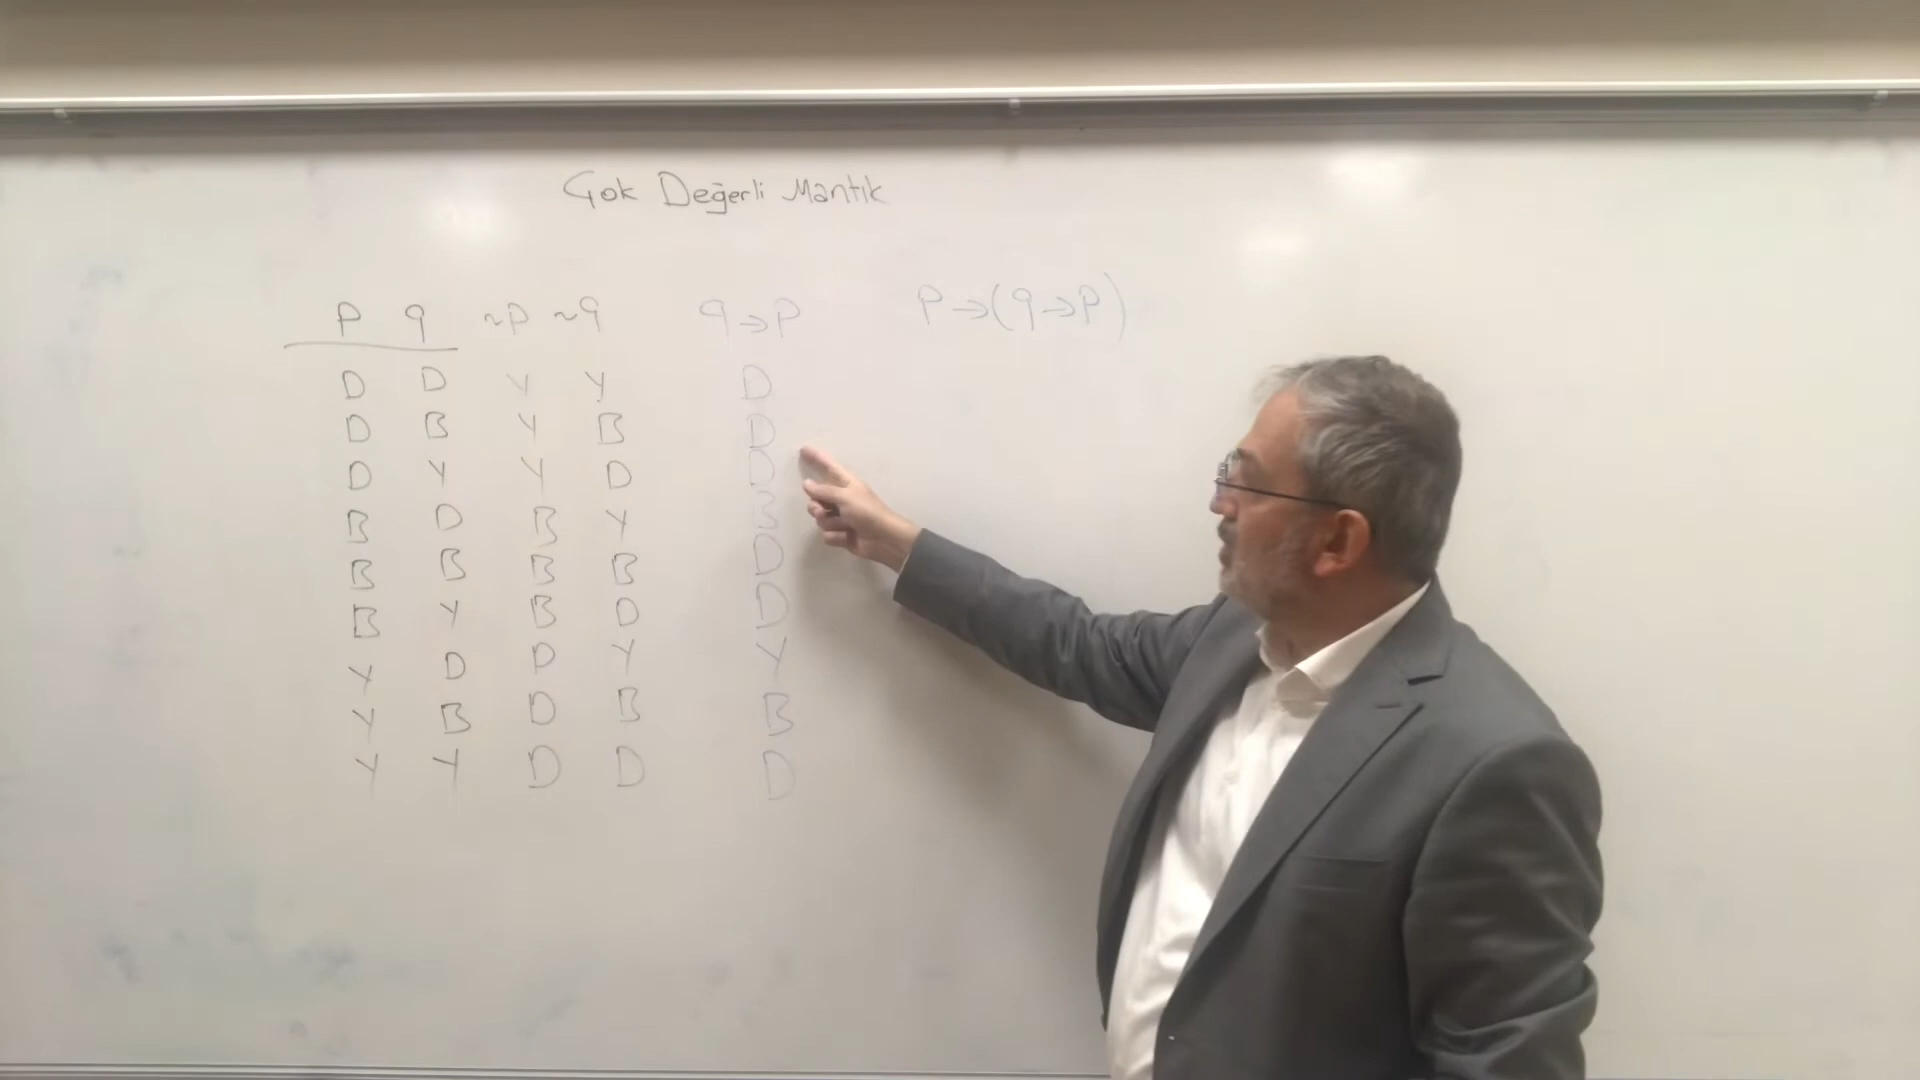 Çok Değerli Mantık
P q ~P ~q q→P P→(q→P)
D D Y Y D
D B Y B D
D Y Y D D
B D B Y B
B B B B D
B Y B D D
Y D D Y Y
Y B D B B
Y Y D D D